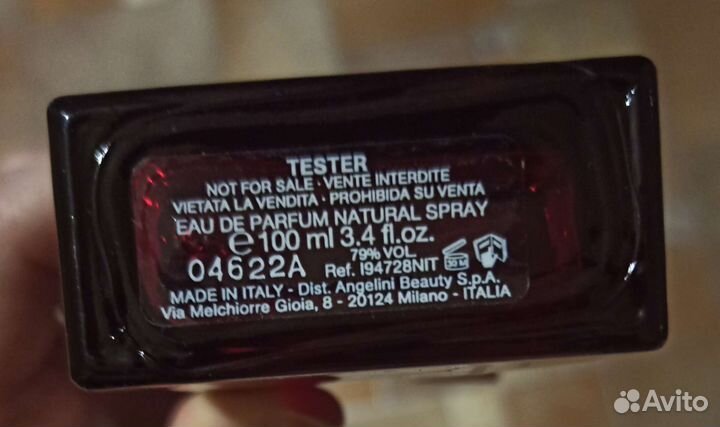 TESTER
NOT FOR SALE · VENTE INTERDITE
VIETATA LA VENDITA · PROHIBIDA SU VENTA
EAU DE PARFUM NATURAL SPRAY
℮ 100 ml 3.4 fl.oz.
79% VOL.
04622A Ref. I94728NIT 30 M
MADE IN ITALY - Dist. Angelini Beauty S.p.A.
Via Melchiorre Gioia, 8 - 20124 Milano - ITALIA
Avito